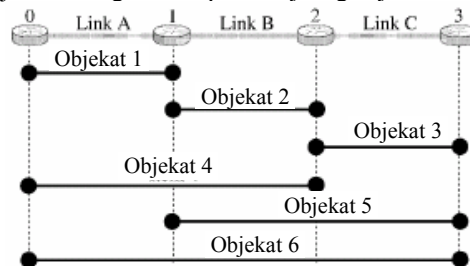 0 Link A 1 Link B 2 Link C 3
Objekat 1
Objekat 2
Objekat 3
Objekat 4
Objekat 5
Objekat 6